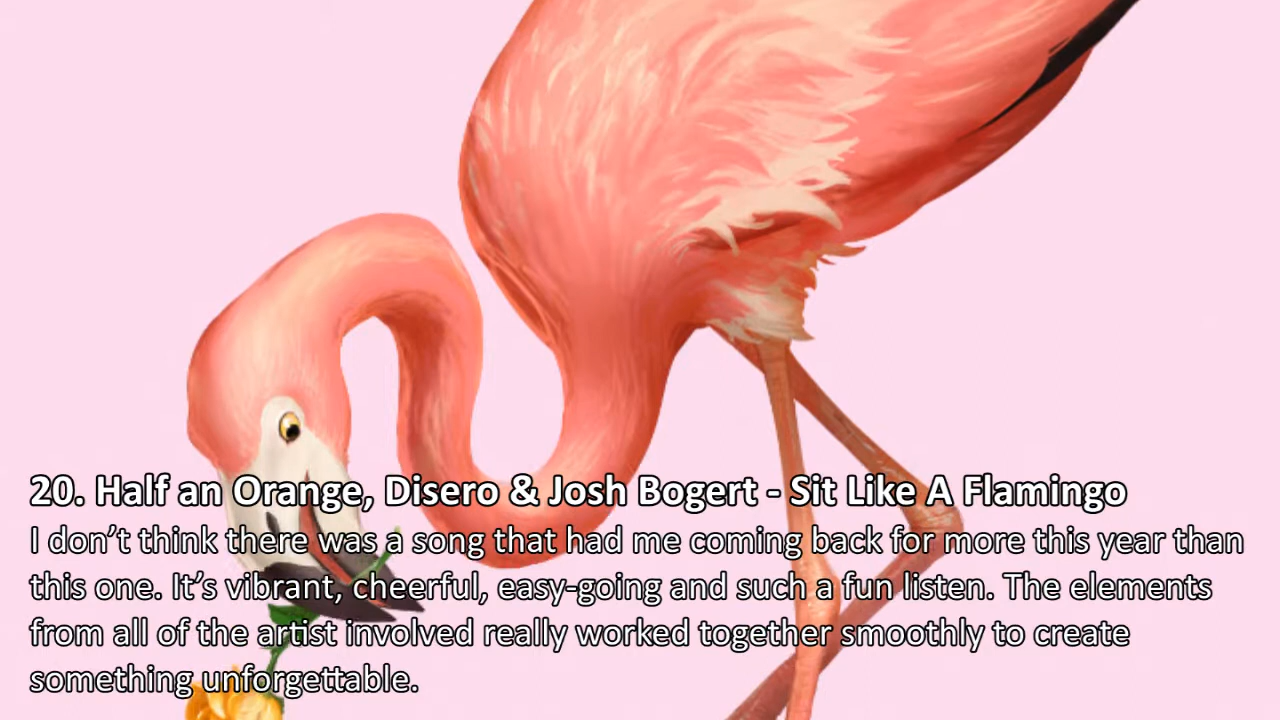 20. Half an Orange, Disero & Josh Bogert - Sit Like A Flamingo
I don’t think there was a song that had me coming back for more this year than
this one. It’s vibrant, cheerful, easy-going and such a fun listen. The elements
from all of the artist involved really worked together smoothly to create
something unforgettable.